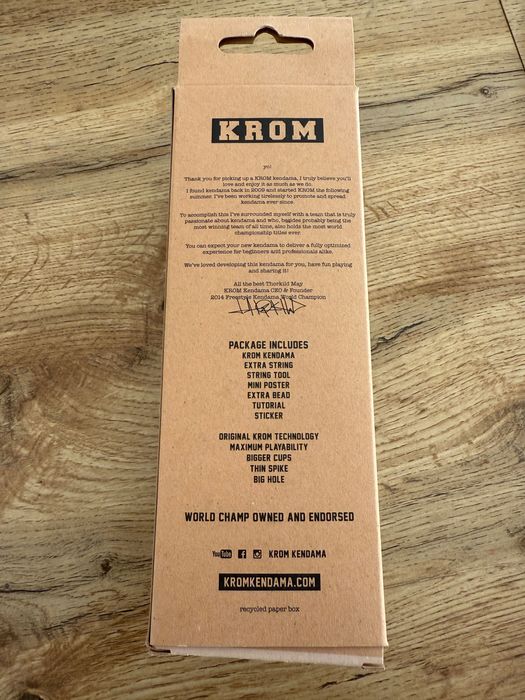 KROM
yo!
Thank you for picking up a KROM kendama, I truly believe you'll
love and enjoy it as much as we do.
I found kendama back in 2009 and started KROM the following
summer. I've been working tirelessly to promote and spread
kendama ever since.
To accomplish this I've surrounded myself with a team that is truly
passionate about kendama and who, besides probably being the
most winning team of all time, also holds the most world
championship titles ever.
You can expect your new kendama to deliver a fully optimized
experience for beginners and professionals alike.
We've loved developing this kendama for you, have fun playing
and sharing it!
All the best Thorkild May
KROM Kendama CEO & Founder
2014 Freestyle Kendama World Champion
PACKAGE INCLUDES
KROM KENDAMA
EXTRA STRING
STRING TOOL
MINI POSTER
EXTRA BEAD
TUTORIAL
STICKER
ORIGINAL KROM TECHNOLOGY
MAXIMUM PLAYABILITY
BIGGER CUPS
THIN SPIKE
BIG HOLE
WORLD CHAMP OWNED AND ENDORSED
YouTube f KROM KENDAMA
KROMKENDAMA.COM
recycled paper box